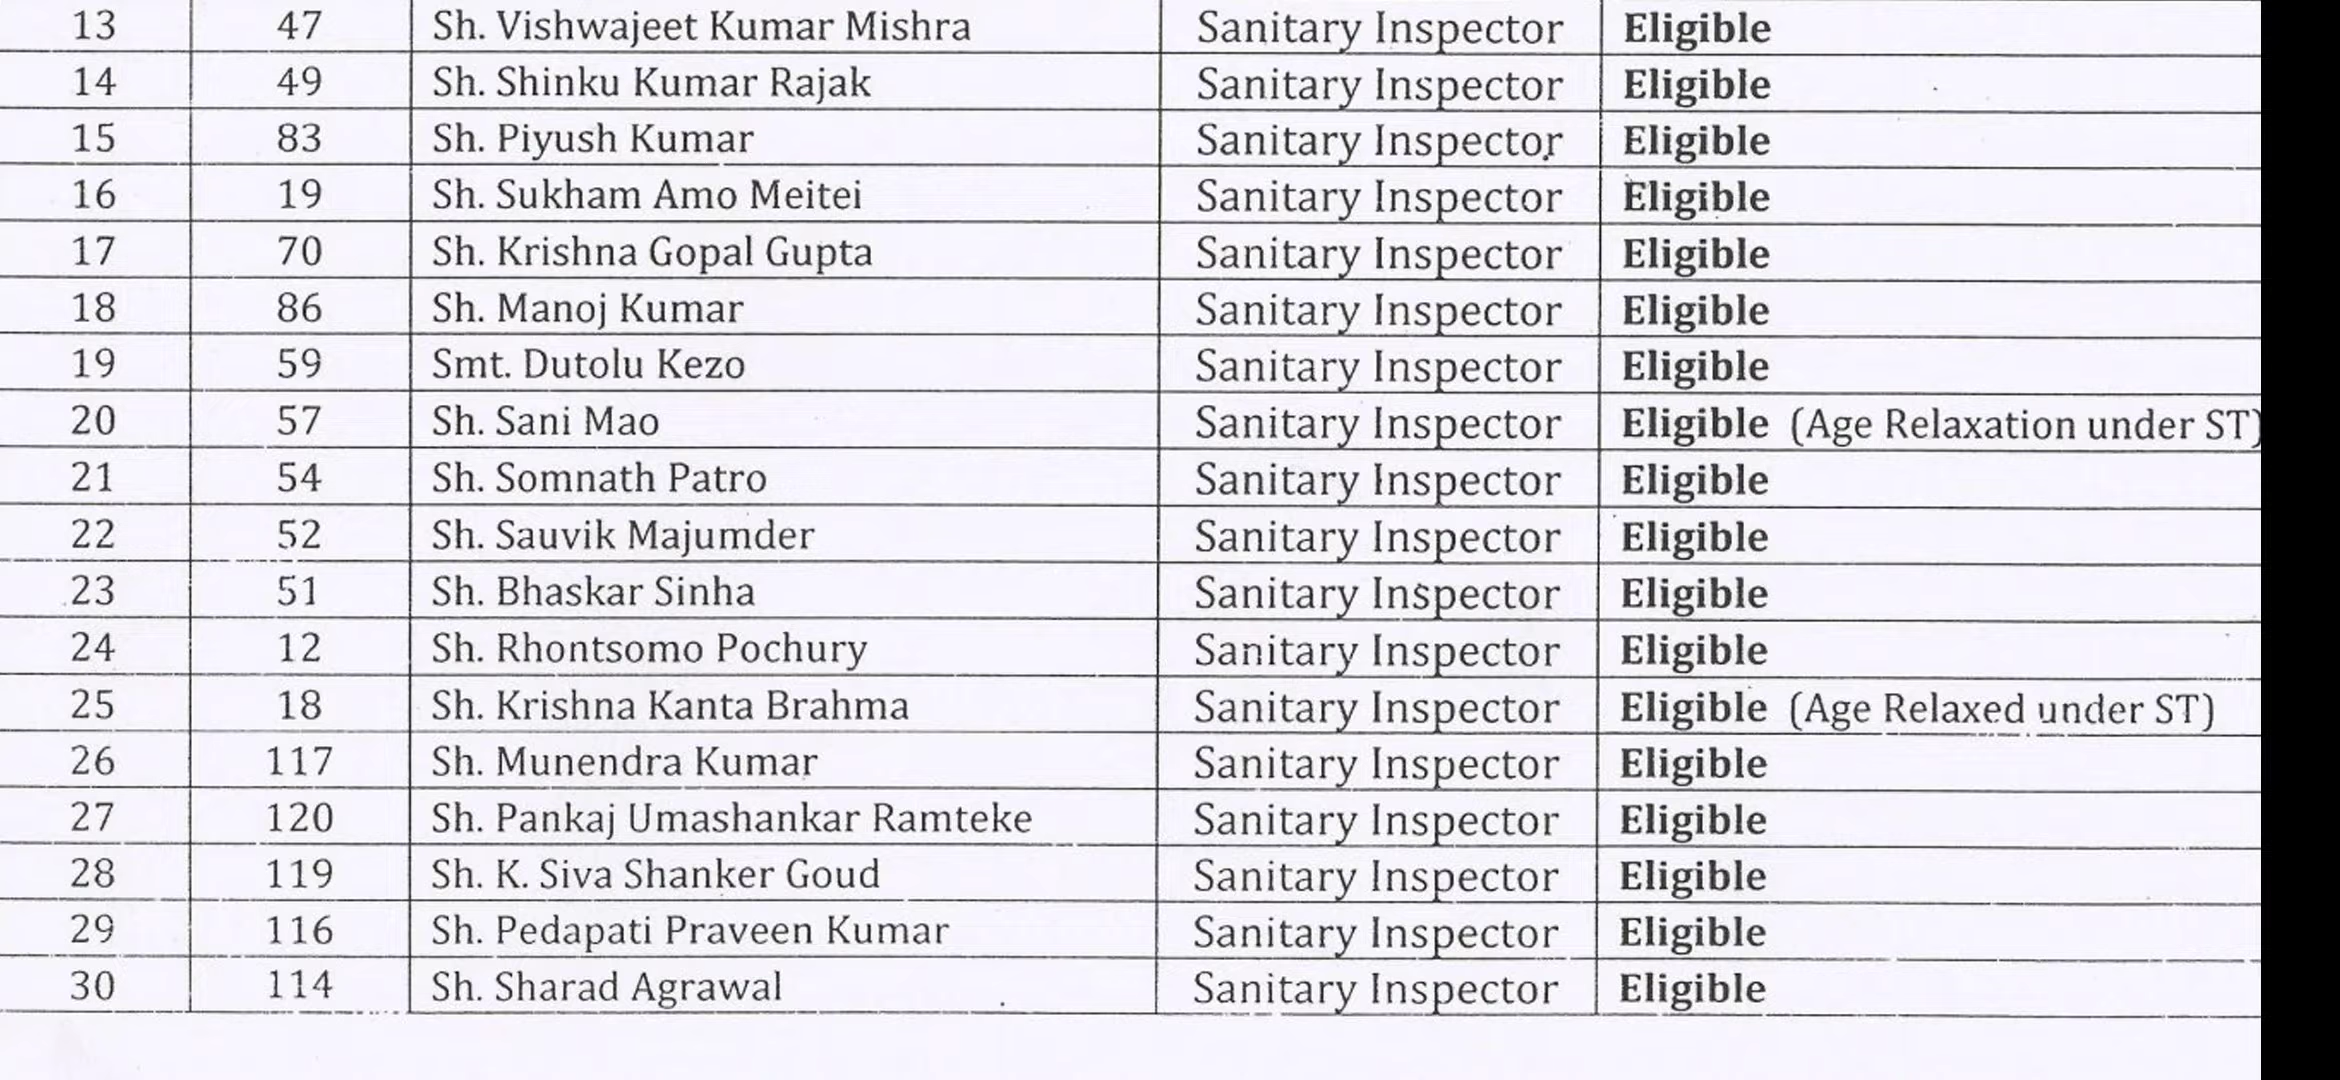 13 47 Sh. Vishwajeet Kumar Mishra Sanitary Inspector Eligible
14 49 Sh. Shinku Kumar Rajak Sanitary Inspector Eligible
15 83 Sh. Piyush Kumar Sanitary Inspector Eligible
16 19 Sh. Sukham Amo Meitei Sanitary Inspector Eligible
17 70 Sh. Krishna Gopal Gupta Sanitary Inspector Eligible
18 86 Sh. Manoj Kumar Sanitary Inspector Eligible
19 59 Smt. Dutolu Kezo Sanitary Inspector Eligible
20 57 Sh. Sani Mao Sanitary Inspector Eligible (Age Relaxation under ST)
21 54 Sh. Somnath Patro Sanitary Inspector Eligible
22 52 Sh. Sauvik Majumder Sanitary Inspector Eligible
23 51 Sh. Bhaskar Sinha Sanitary Inspector Eligible
24 12 Sh. Rhontsomo Pochury Sanitary Inspector Eligible
25 18 Sh. Krishna Kanta Brahma Sanitary Inspector Eligible (Age Relaxed under ST)
26 117 Sh. Munendra Kumar Sanitary Inspector Eligible
27 120 Sh. Pankaj Umashankar Ramteke Sanitary Inspector Eligible
28 119 Sh. K. Siva Shanker Goud Sanitary Inspector Eligible
29 116 Sh. Pedapati Praveen Kumar Sanitary Inspector Eligible
30 114 Sh. Sharad Agrawal Sanitary Inspector Eligible